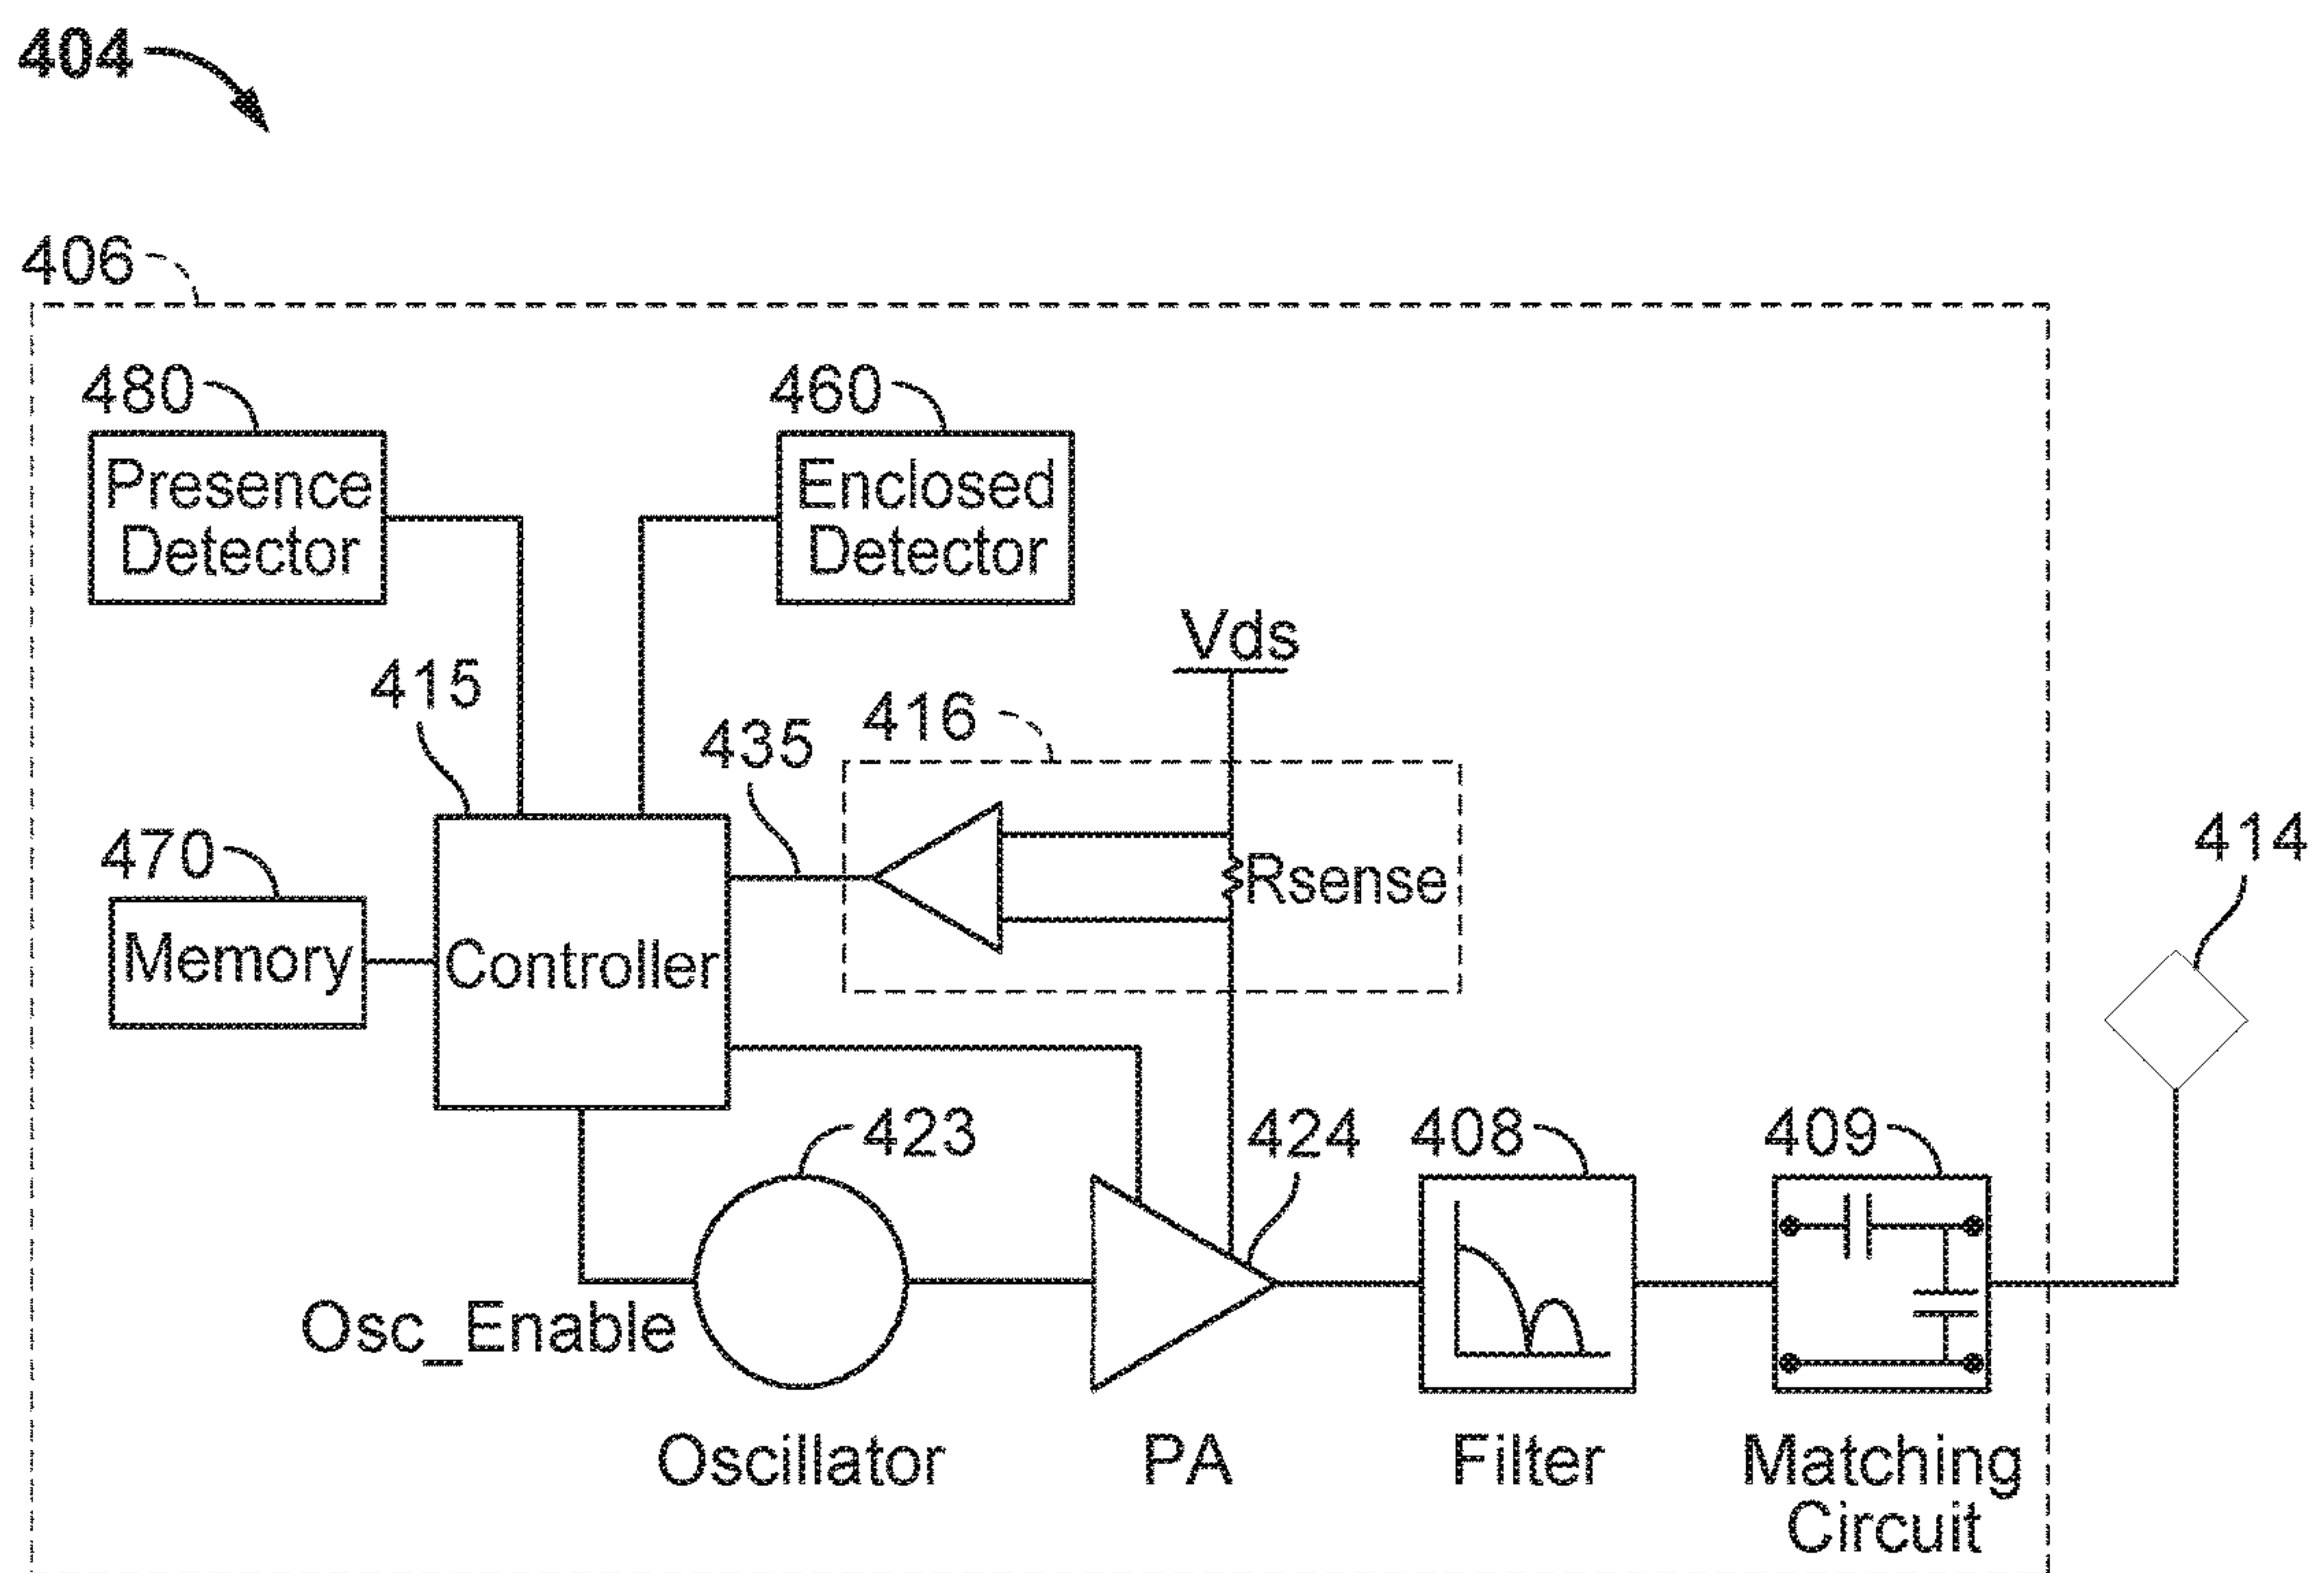 404
406
480
460
Presence
Detector
Enclosed
Detector
Vds
415
416
435
414
470
Rsense
Memory
Controller
423
424
408
409
Osc_Enable
Oscillator
PA
Filter
Matching
Circuit